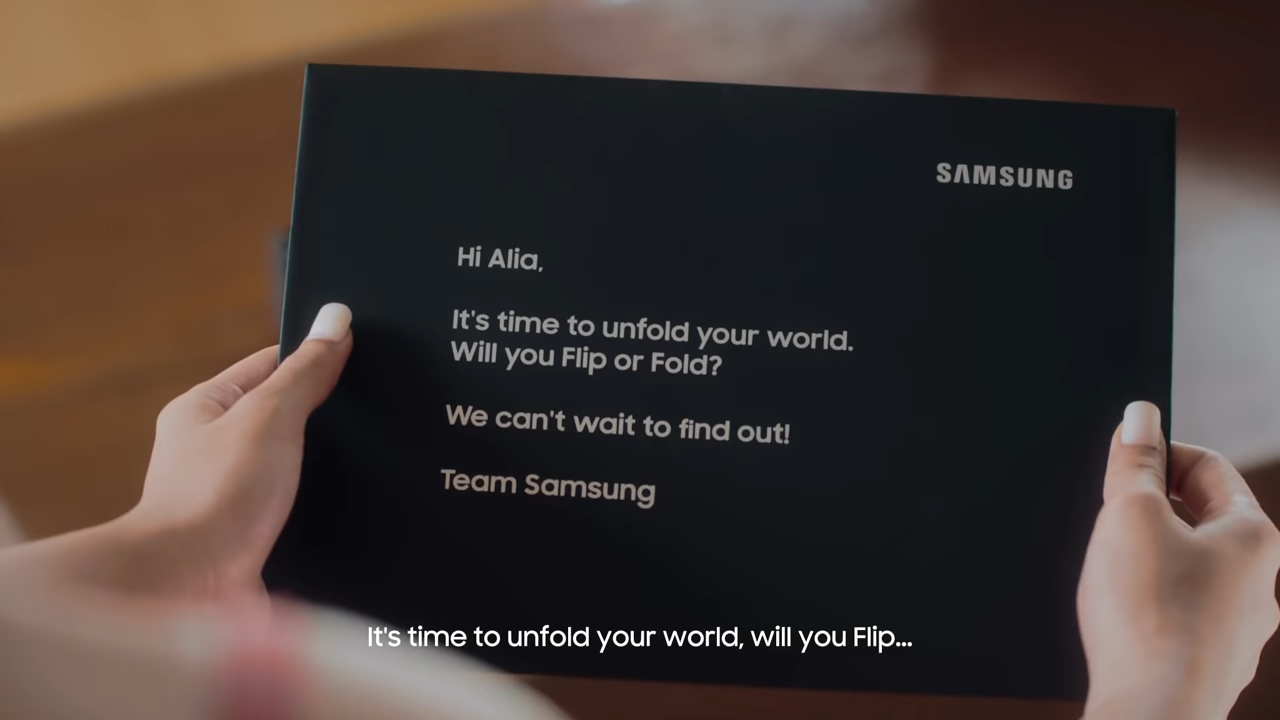 SAMSUNG
Hi Alia,
It's time to unfold your world.
Will you Flip or Fold?
We can't wait to find out!
Team Samsung
It's time to unfold your world, will you Flip...